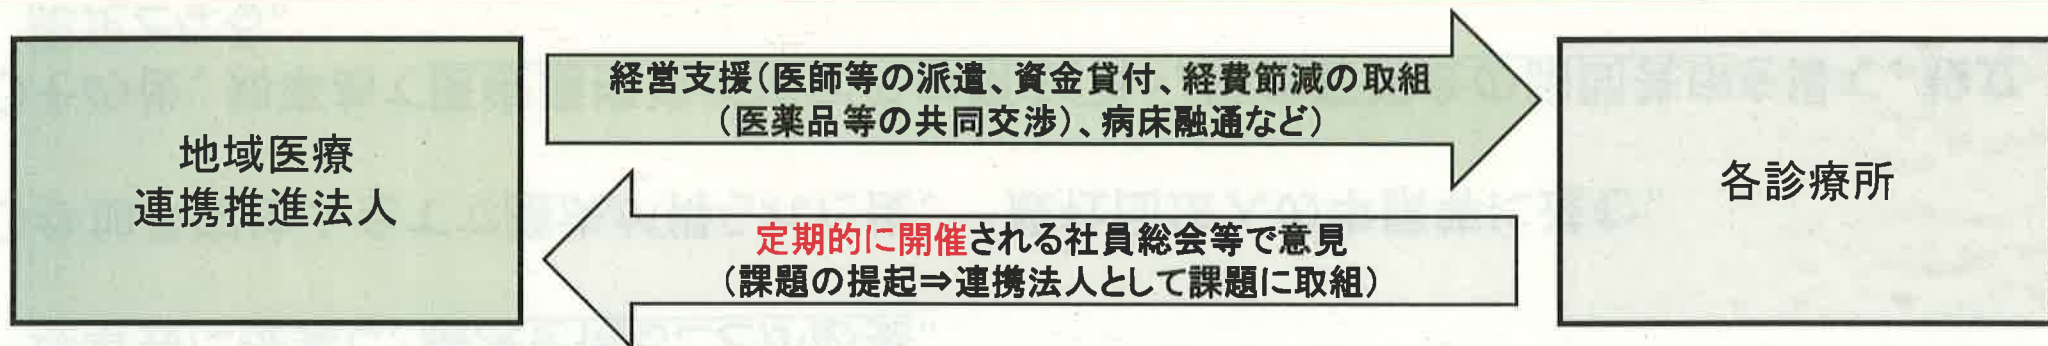 地域医療
連携推進法人
経営支援(医師等の派遣、資金貸付、経費節減の取組
(医薬品等の共同交渉)、病床融通など)
定期的に開催される社員総会等で意見
(課題の提起⇒連携法人として課題に取組)
各診療所